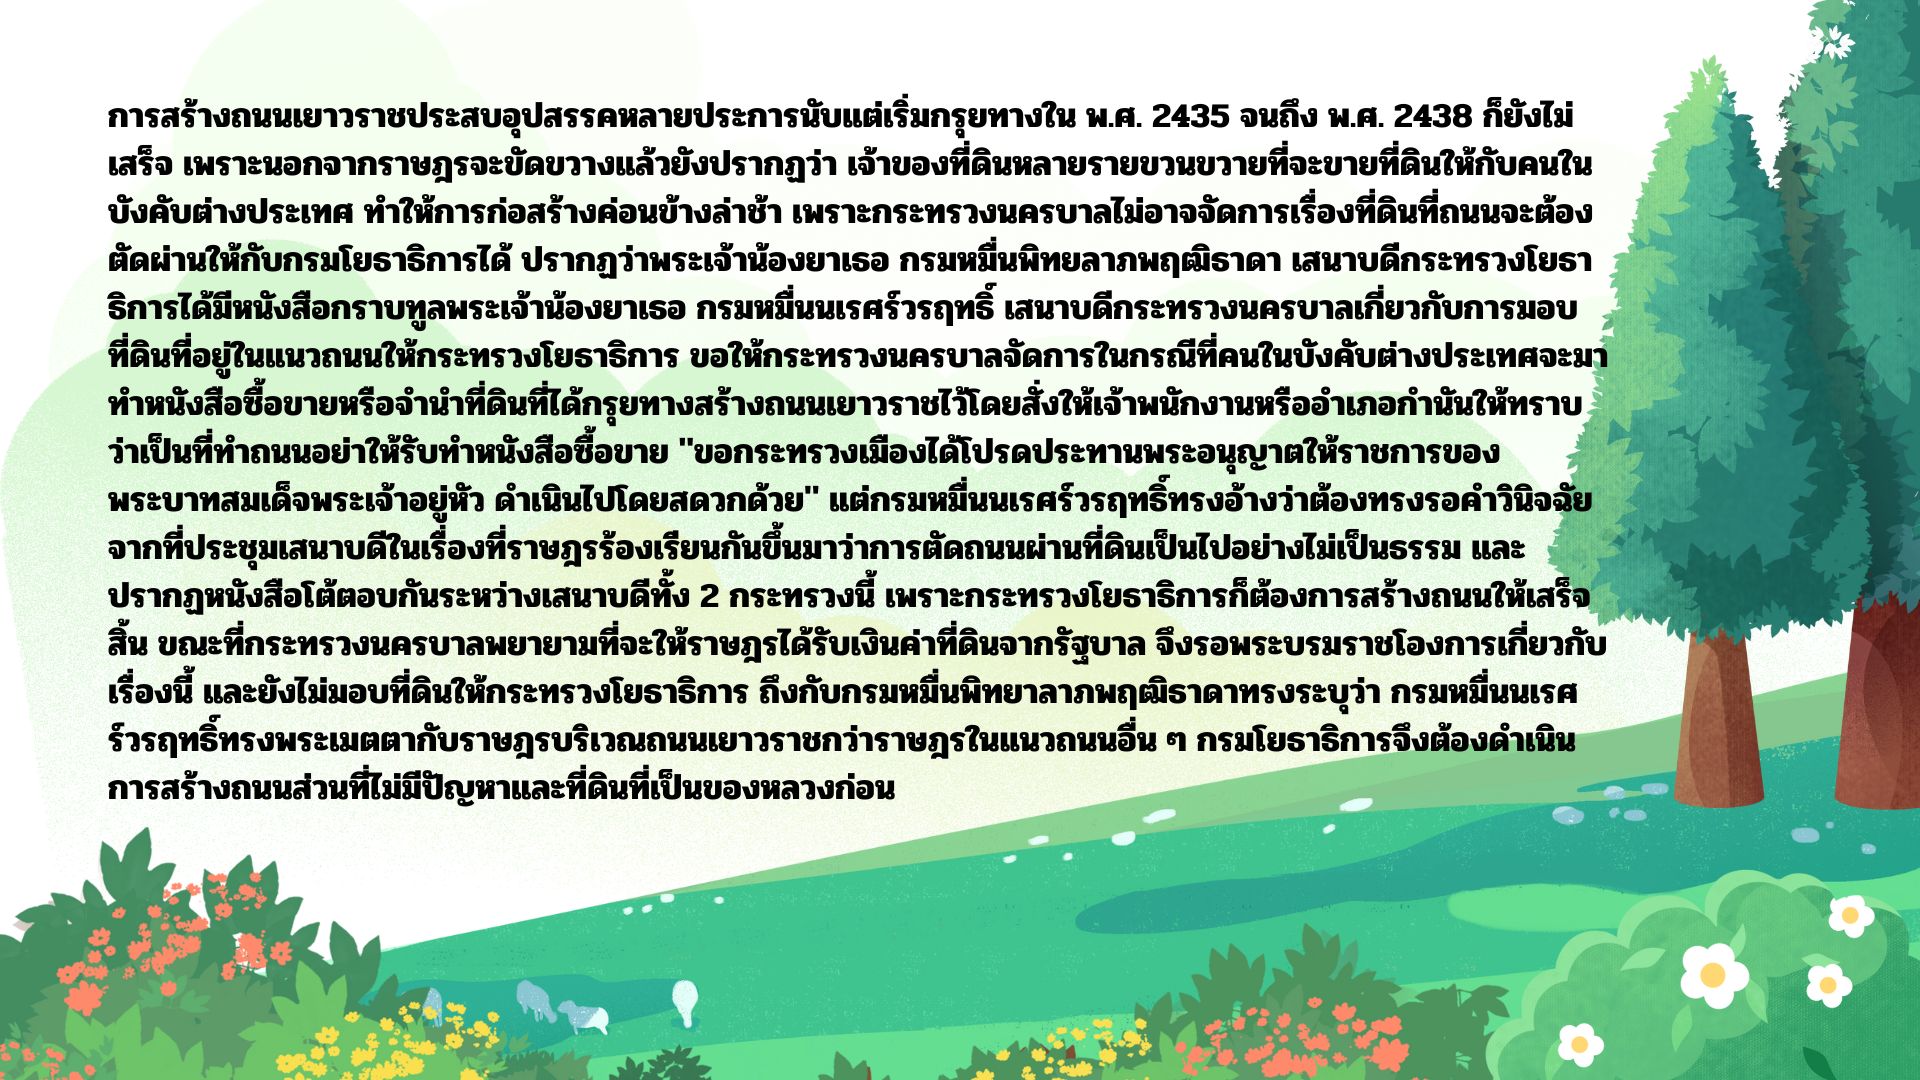 การสร้างถนนเยาวราชประสบอุปสรรคหลายประการนับแต่เริ่มกรุยทางใน พ.ศ. 2435 จนถึง พ.ศ. 2438 ก็ยังไม่
เสร็จ เพราะนอกจากราษฎรจะขัดขวางแล้วยังปรากฏว่า เจ้าของที่ดินหลายรายขวนขวายที่จะขายที่ดินให้กับคนใน
บังคับต่างประเทศ ทำให้การก่อสร้างค่อนข้างล่าช้า เพราะกระทรวงนครบาลไม่อาจจัดการเรื่องที่ดินที่ถนนจะต้อง
ตัดผ่านให้กับกรมโยธาธิการได้ ปรากฏว่าพระเจ้าน้องยาเธอ กรมหมื่นพิทยลาภพฤฒิธาดา เสนาบดีกระทรวงโยธา
ธิการได้มีหนังสือกราบทูลพระเจ้าน้องยาเธอ กรมหมื่นนเรศร์วรฤทธิ์ เสนาบดีกระทรวงนครบาลเกี่ยวกับการมอบ
ที่ดินที่อยู่ในแนวถนนให้กระทรวงโยธาธิการ ขอให้กระทรวงนครบาลจัดการในกรณีที่คนในบังคับต่างประเทศจะมา
ทำหนังสือซื้อขายหรือจำนำที่ดินที่ได้กรุยทางสร้างถนนเยาวราชไว้โดยสั่งให้เจ้าพนักงานหรืออำเภอกำนันให้ทราบ
ว่าเป็นที่ทำถนนอย่าให้รับทำหนังสือซื้อขาย "ขอกระทรวงเมืองได้โปรดประทานพระอนุญาตให้ราชการของ
พระบาทสมเด็จพระเจ้าอยู่หัว ดำเนินไปโดยสดวกด้วย" แต่กรมหมื่นนเรศร์วรฤทธิ์ทรงอ้างว่าต้องทรงรอคำวินิจฉัย
จากที่ประชุมเสนาบดีในเรื่องที่ราษฎรร้องเรียนกันขึ้นมาว่าการตัดถนนผ่านที่ดินเป็นไปอย่างไม่เป็นธรรม และ
ปรากฏหนังสือโต้ตอบกันระหว่างเสนาบดีทั้ง 2 กระทรวงนี้ เพราะกระทรวงโยธาธิการก็ต้องการสร้างถนนให้เสร็จ
สิ้น ขณะที่กระทรวงนครบาลพยายามที่จะให้ราษฎรได้รับเงินค่าที่ดินจากรัฐบาล จึงรอพระบรมราชโองการเกี่ยวกับ
เรื่องนี้ และยังไม่มอบที่ดินให้กระทรวงโยธาธิการ ถึงกับกรมหมื่นพิทยาลาภพฤฒิธาดาทรงระบุว่า กรมหมื่นนเรศ
ร์วรฤทธิ์ทรงพระเมตตากับราษฎรบริเวณถนนเยาวราชกว่าราษฎรในแนวถนนอื่น ๆ กรมโยธาธิการจึงต้องดำเนิน
การสร้างถนนส่วนที่ไม่มีปัญหาและที่ดินที่เป็นของหลวงก่อน